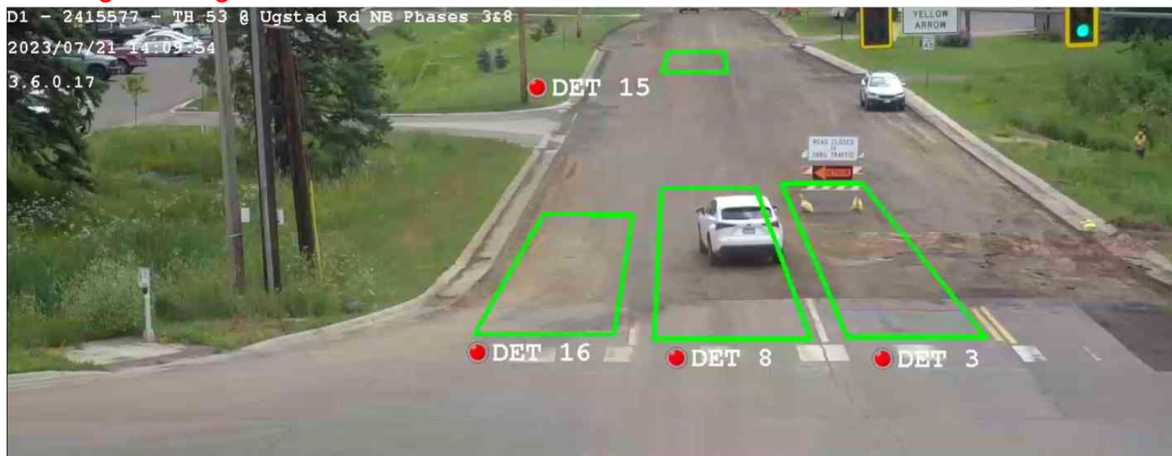 D1 - 2415577 - TH 53 @ Ugstad Rd NB Phases 3&8
2023/07/21 14:09:54
3.6.0.17
YELLOW
ARROW
DET 15
ROAD CLOSED
TO
THRU TRAFFIC
DETOUR
DET 16
DET 8
DET 3